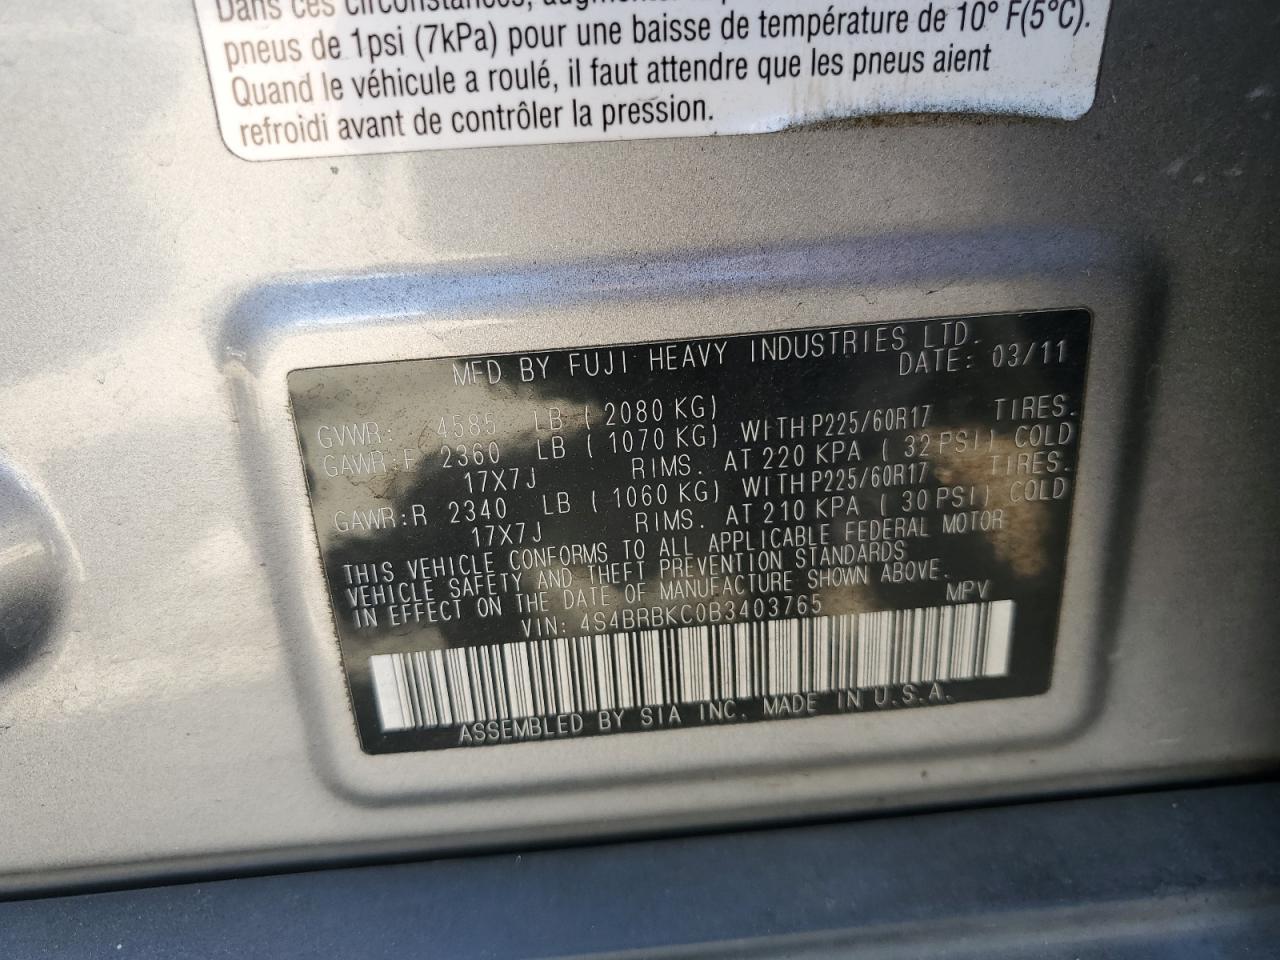 Dans ces circonstances,
pneus de 1psi (7kPa) pour une baisse de température de 10° F(5°C).
Quand le véhicule a roulé, il faut attendre que les pneus aient
refroidi avant de contrôler la pression.
MFD BY FUJI HEAVY INDUSTRIES LTD.
DATE: 03/11
GVWR: 4585 LB ( 2080 KG)
GAWR:F 2360 LB ( 1070 KG) WITH P225/60R17 TIRES.
17X7J RIMS. AT 220 KPA ( 32 PSI) COLD
GAWR:R 2340 LB ( 1060 KG) WITH P225/60R17 TIRES.
17X7J RIMS. AT 210 KPA ( 30 PSI) COLD
THIS VEHICLE CONFORMS TO ALL APPLICABLE FEDERAL MOTOR
VEHICLE SAFETY AND THEFT PREVENTION STANDARDS
IN EFFECT ON THE DATE OF MANUFACTURE SHOWN ABOVE.
VIN: 4S4BRBKC0B3403765 MPV
ASSEMBLED BY SIA INC. MADE IN U.S.A.